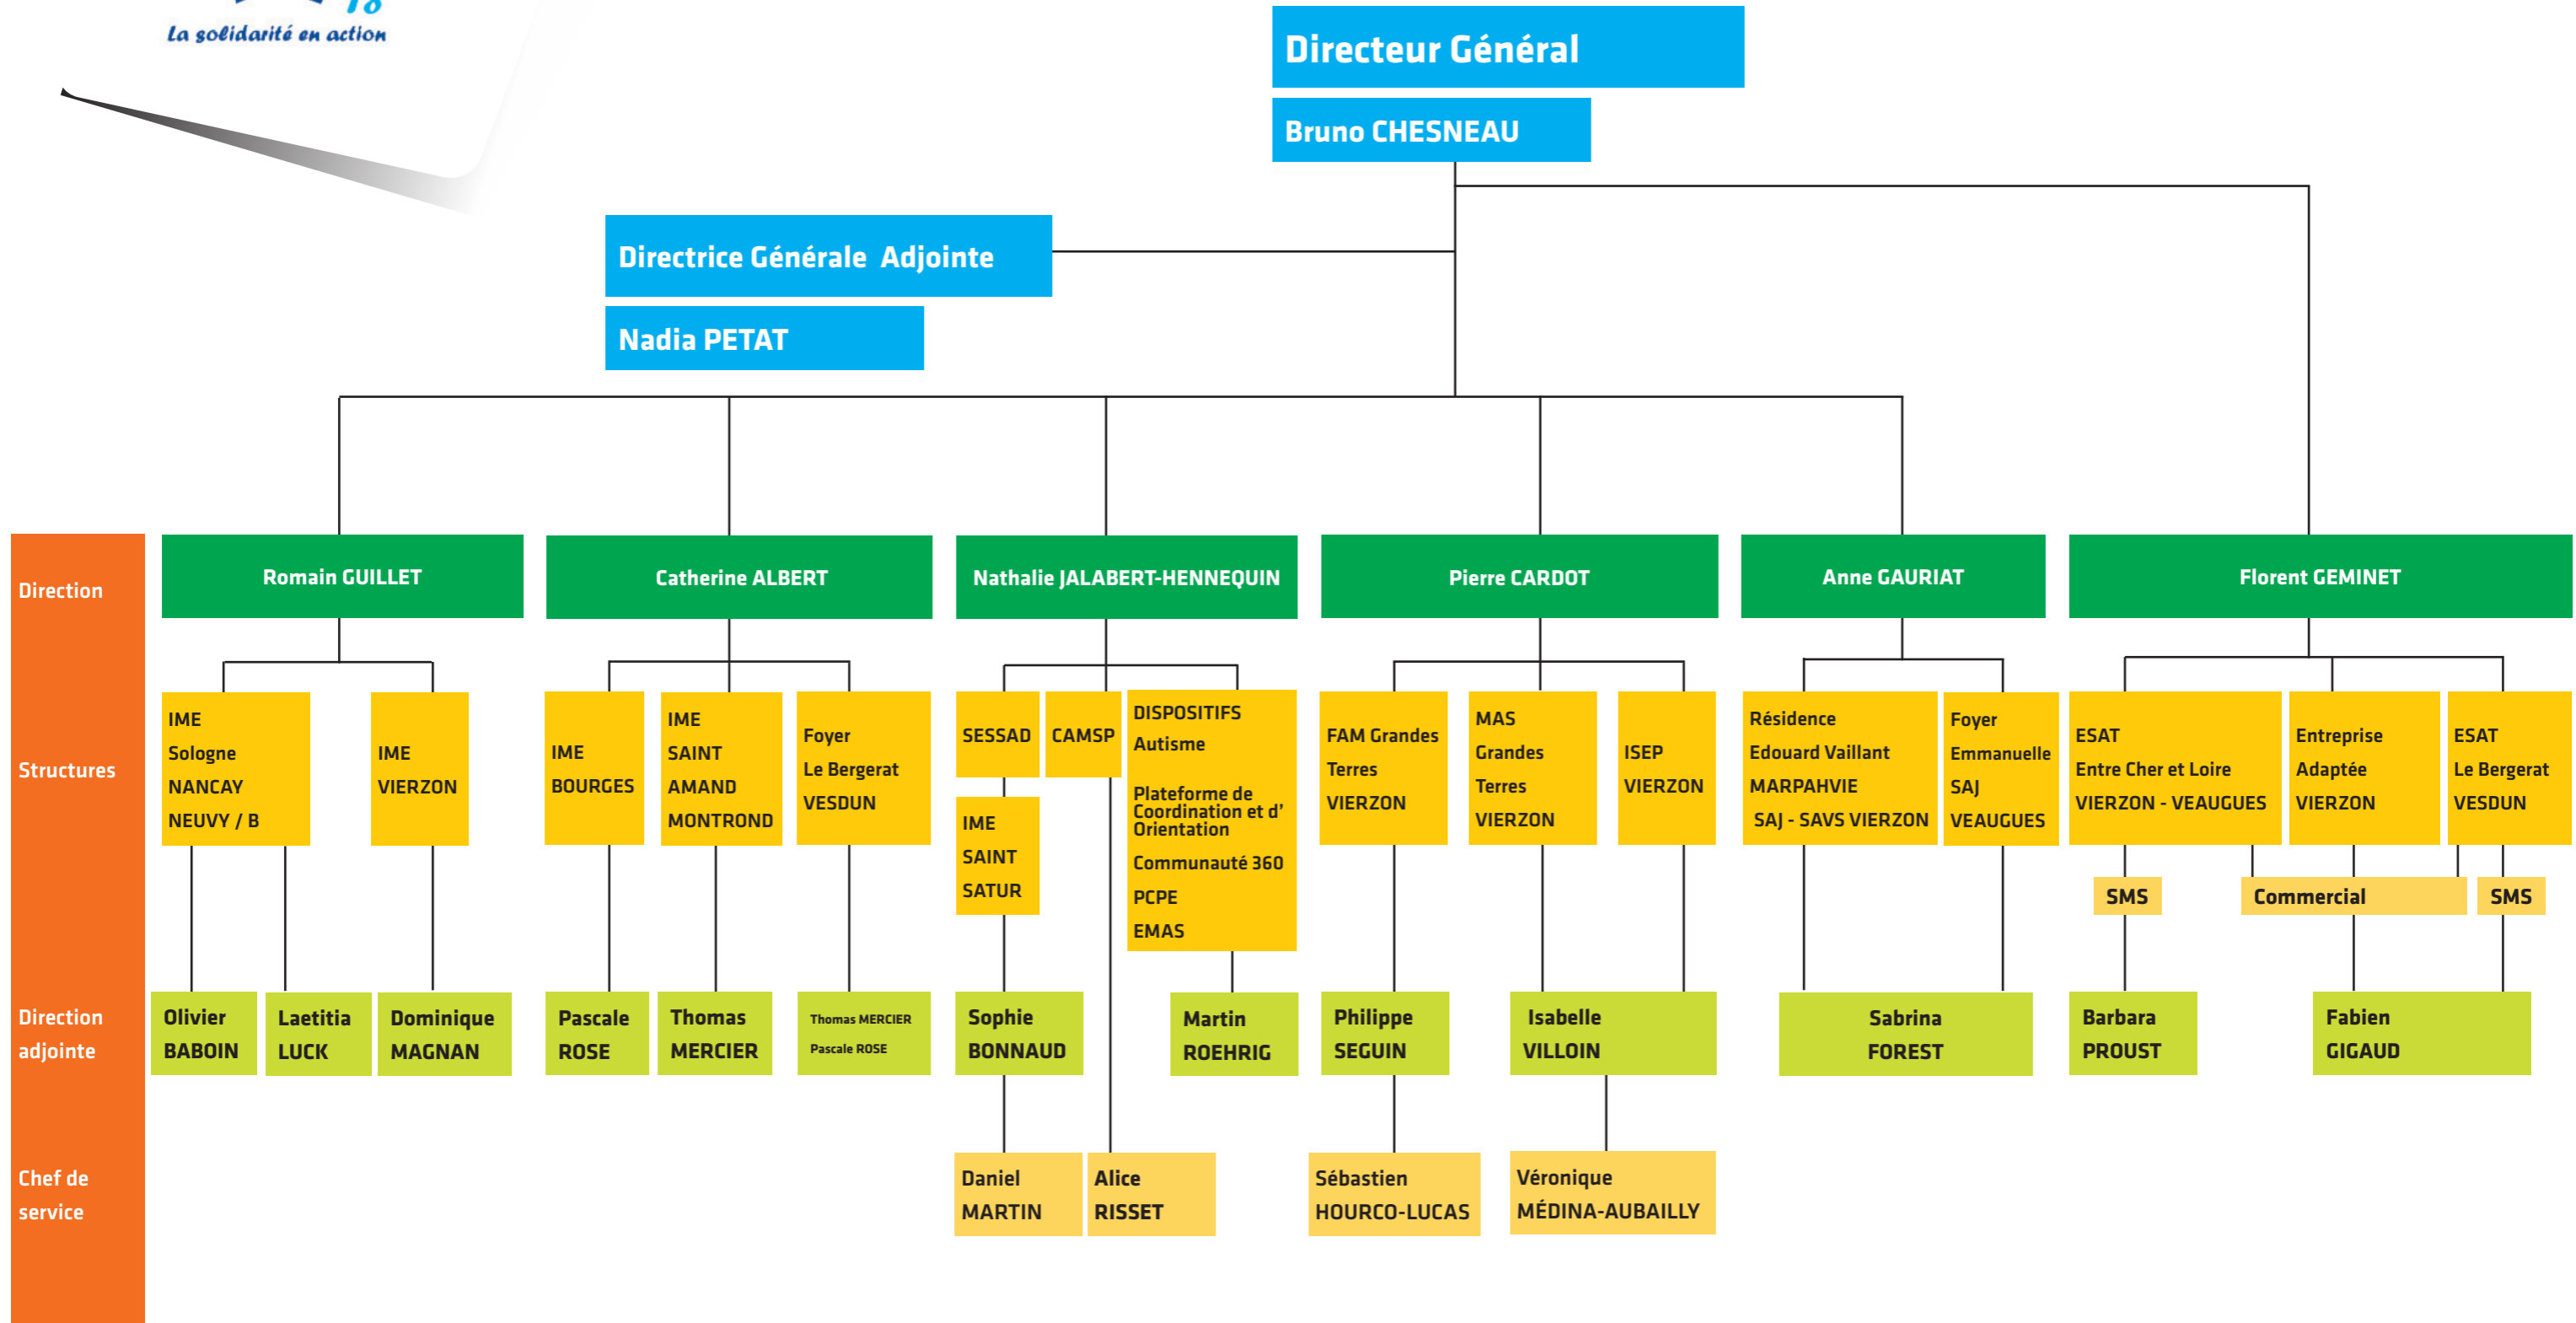 18
La solidarité en action
Directeur Général
Bruno CHESNEAU
Directrice Générale Adjointe
Nadia PETAT
Direction
Romain GUILLET
Catherine ALBERT
Nathalie JALABERT-HENNEQUIN
Pierre CARDOT
Anne GAURIAT
Florent GEMINET
Structures
IME
Sologne
NANCAY
NEUVY / B
IME
VIERZON
IME
BOURGES
IME
SAINT
AMAND
MONTROND
Foyer
Le Bergerat
VESDUN
SESSAD
IME
SAINT
SATUR
CAMSP
DISPOSITIFS
Autisme
Plateforme de
Coordination et d'
Orientation
Communauté 360
PCPE
EMAS
FAM Grandes
Terres
VIERZON
MAS
Grandes
Terres
VIERZON
ISEP
VIERZON
Résidence
Edouard Vaillant
MARPAHVIE
SAJ - SAVS VIERZON
Foyer
Emmanuelle
SAJ
VEAUGUES
ESAT
Entre Cher et Loire
VIERZON - VEAUGUES
Entreprise
Adaptée
VIERZON
ESAT
Le Bergerat
VESDUN
SMS
Commercial
SMS
Direction
adjointe
Olivier
BABOIN
Laetitia
LUCK
Dominique
MAGNAN
Pascale
ROSE
Thomas
MERCIER
Thomas MERCIER
Pascale ROSE
Sophie
BONNAUD
Martin
ROEHRIG
Philippe
SEGUIN
Isabelle
VILLOIN
Sabrina
FOREST
Barbara
PROUST
Fabien
GIGAUD
Chef de
service
Daniel
MARTIN
Alice
RISSET
Sébastien
HOURCO-LUCAS
Véronique
MÉDINA-AUBAILLY